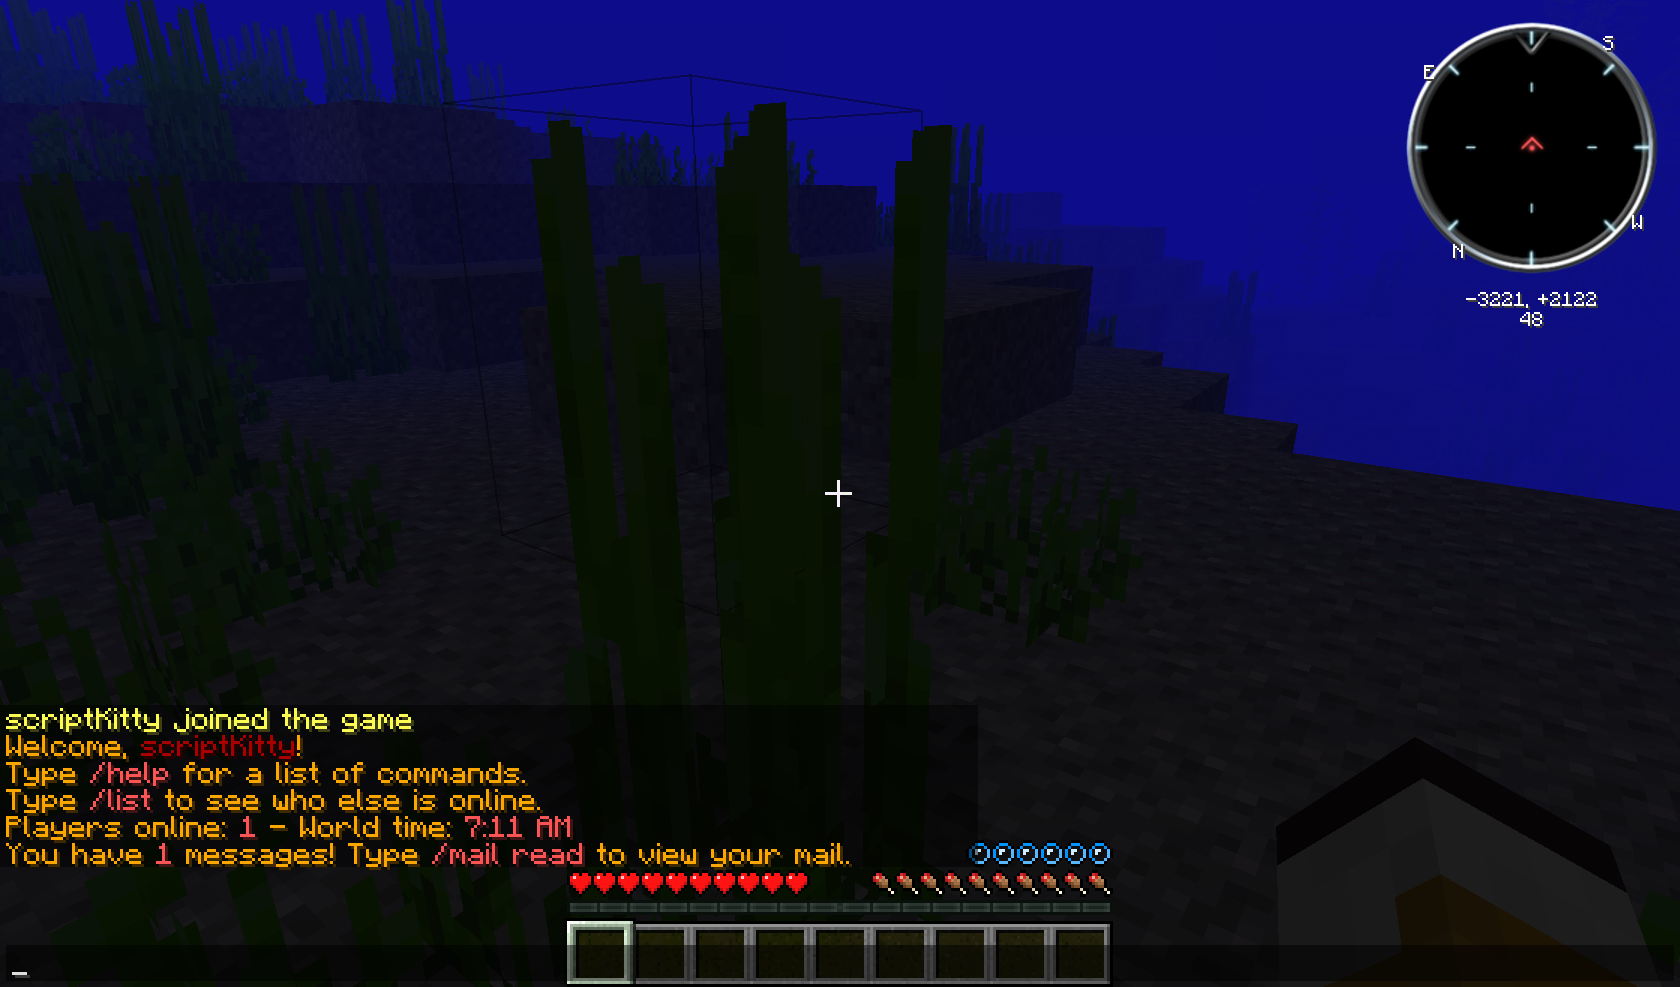 S
E
W
N
-3221, +2122
48
scriptKitty joined the game
Welcome, scriptKitty!
Type /help for a list of commands.
Type /list to see who else is online.
Players online: 1 - World time: 7:11 AM
You have 1 messages! Type /mail read to view your mail.
_